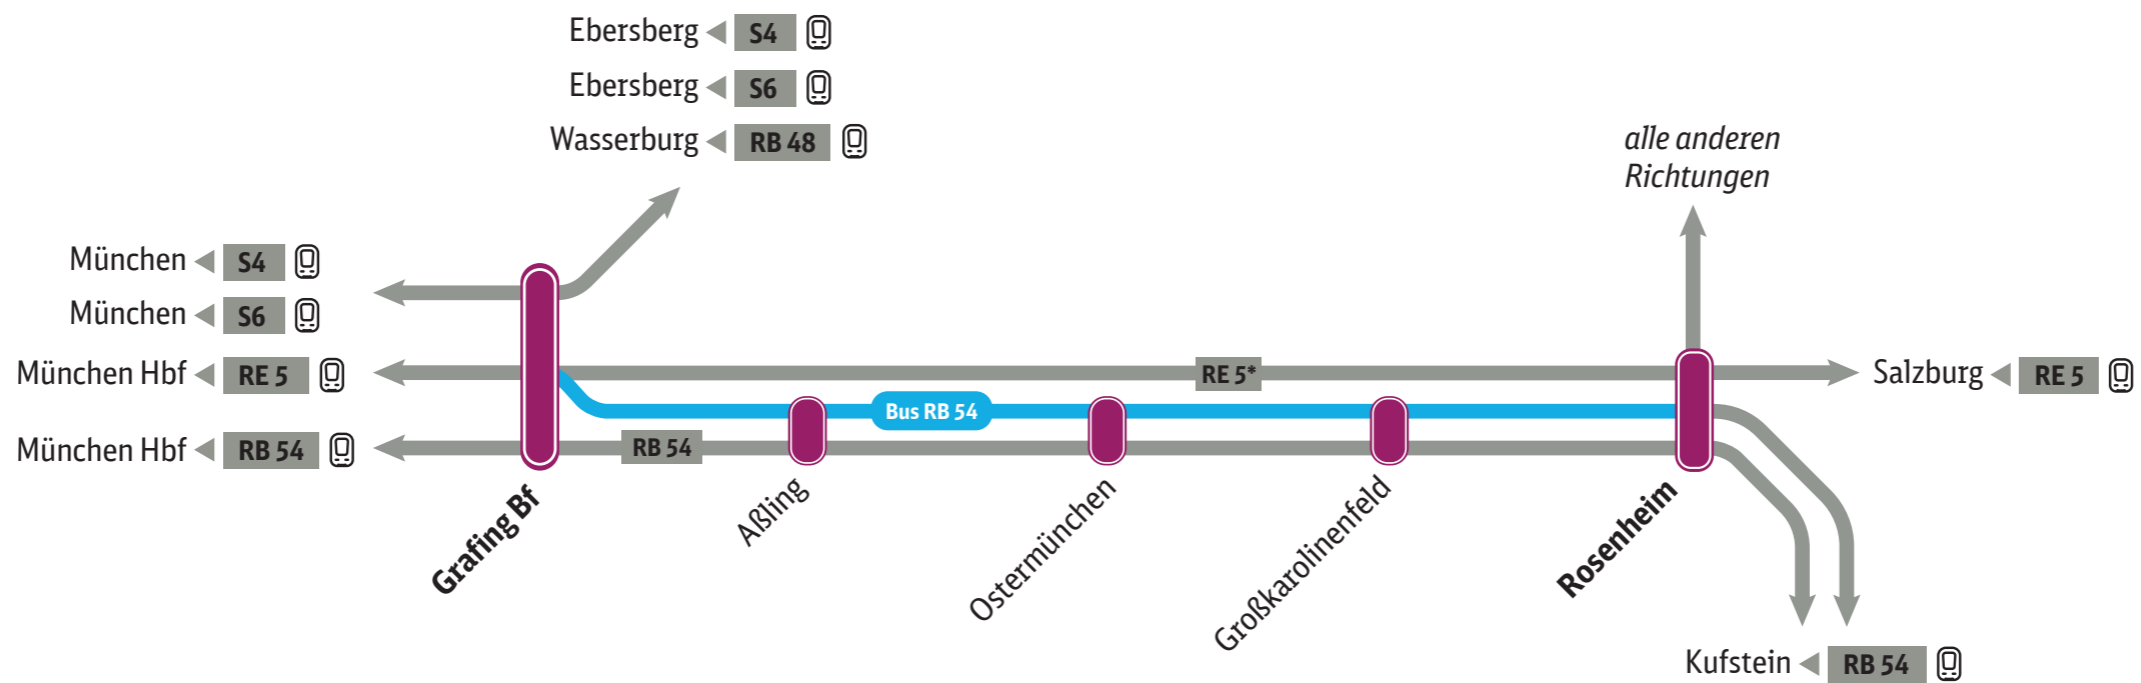 Ebersberg S4
Ebersberg S6
Wasserburg RB 48
alle anderen
Richtungen
München S4
München S6
München Hbf RE 5
RE 5*
Salzburg RE 5
Bus RB 54
München Hbf RB 54
RB 54
Grafing Bf
Aßling
Ostermünchen
Großkarolinenfeld
Rosenheim
Kufstein RB 54